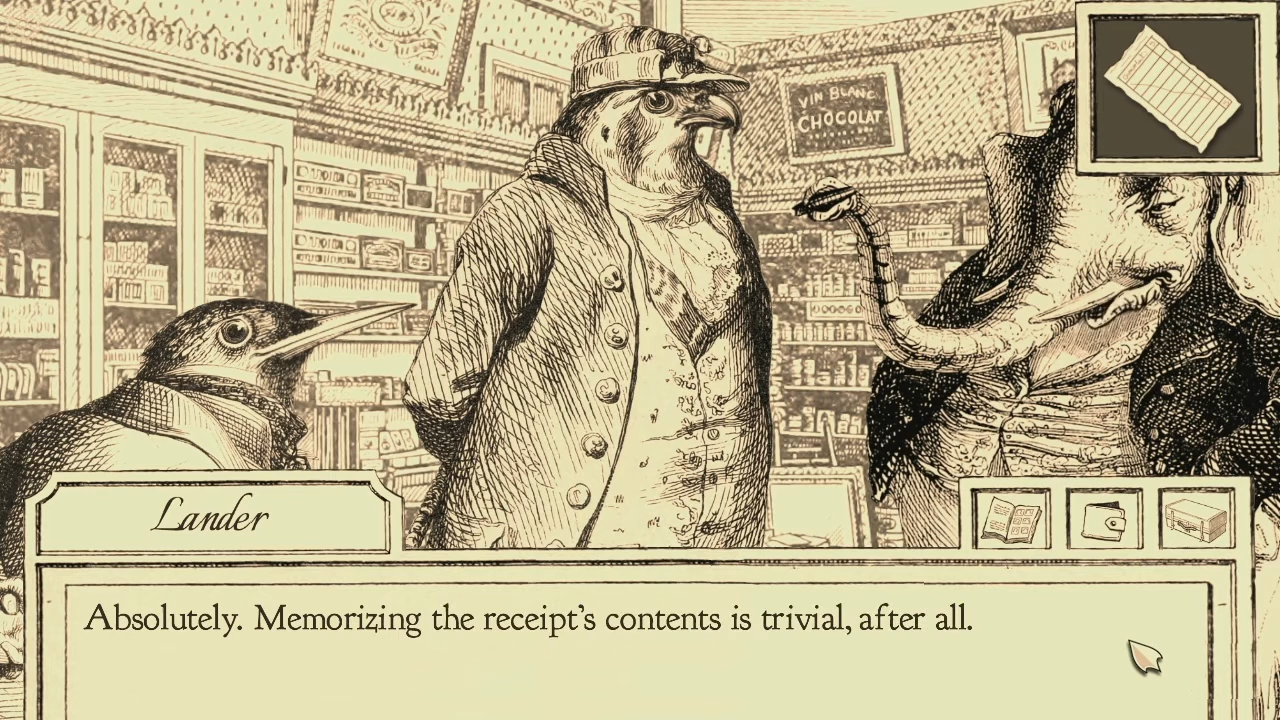 VIN BLANC
CHOCOLAT
Lander
Absolutely. Memorizing the receipt's contents is trivial, after all.